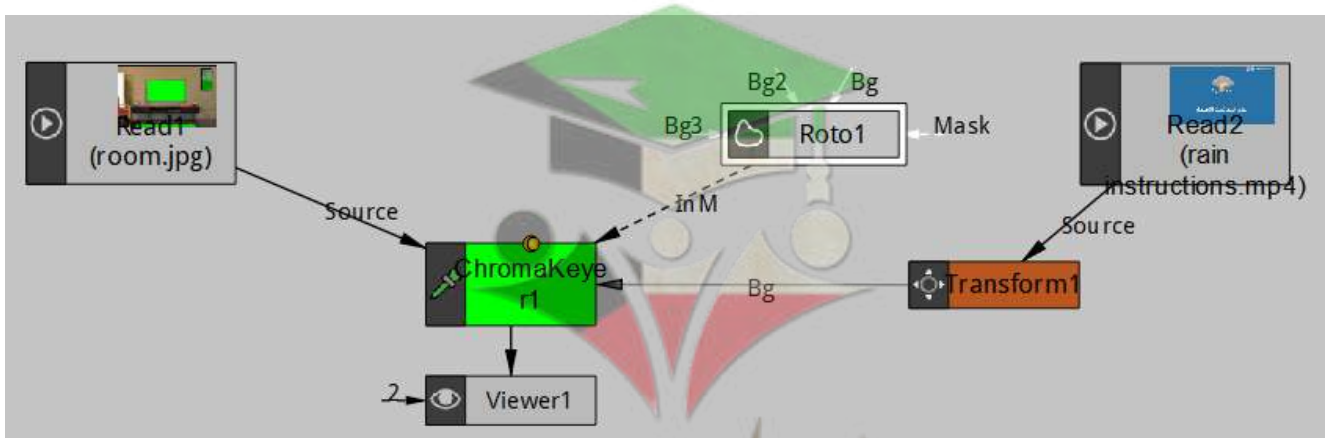 Bg2
Bg
Bg3
Roto1
Mask
Read1
(room.jpg)
Read2
(rain
instructions.mp4)
Source
InM
Source
ChromaKeye
r1
Bg
Transform1
2
Viewer1